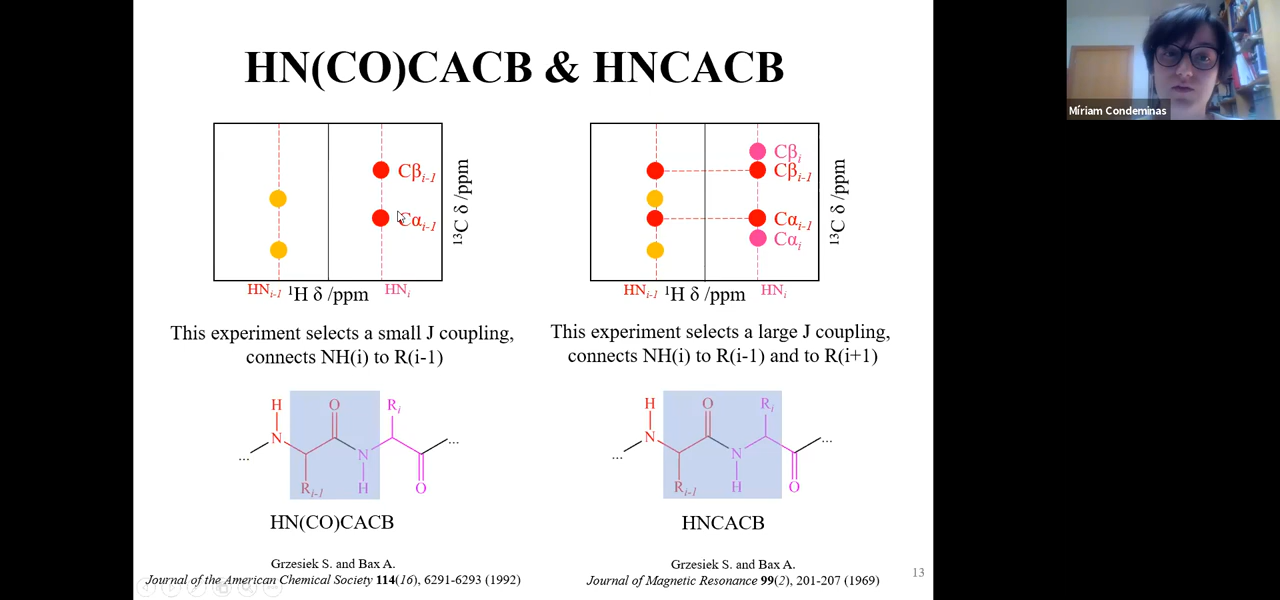 HN(CO)CACB & HNCACB
Cβi-1
Cαi-1
¹³C δ /ppm
HNi-1
¹H δ /ppm
HNi
This experiment selects a small J coupling,
connects NH(i) to R(i-1)
H
O
Ri
N
...
...
N
Ri-1
H
O
HN(CO)CACB
Grzesiek S. and Bax A.
Journal of the American Chemical Society 114(16), 6291-6293 (1992)
Cβi
Cβi-1
Cαi-1
Cαi
¹³C δ /ppm
HNi-1
¹H δ /ppm
HNi
This experiment selects a large J coupling,
connects NH(i) to R(i-1) and to R(i+1)
H
O
Ri
N
...
...
N
Ri-1
H
O
HNCACB
Grzesiek S. and Bax A.
Journal of Magnetic Resonance 99(2), 201-207 (1969)
13
Míriam Condeminas